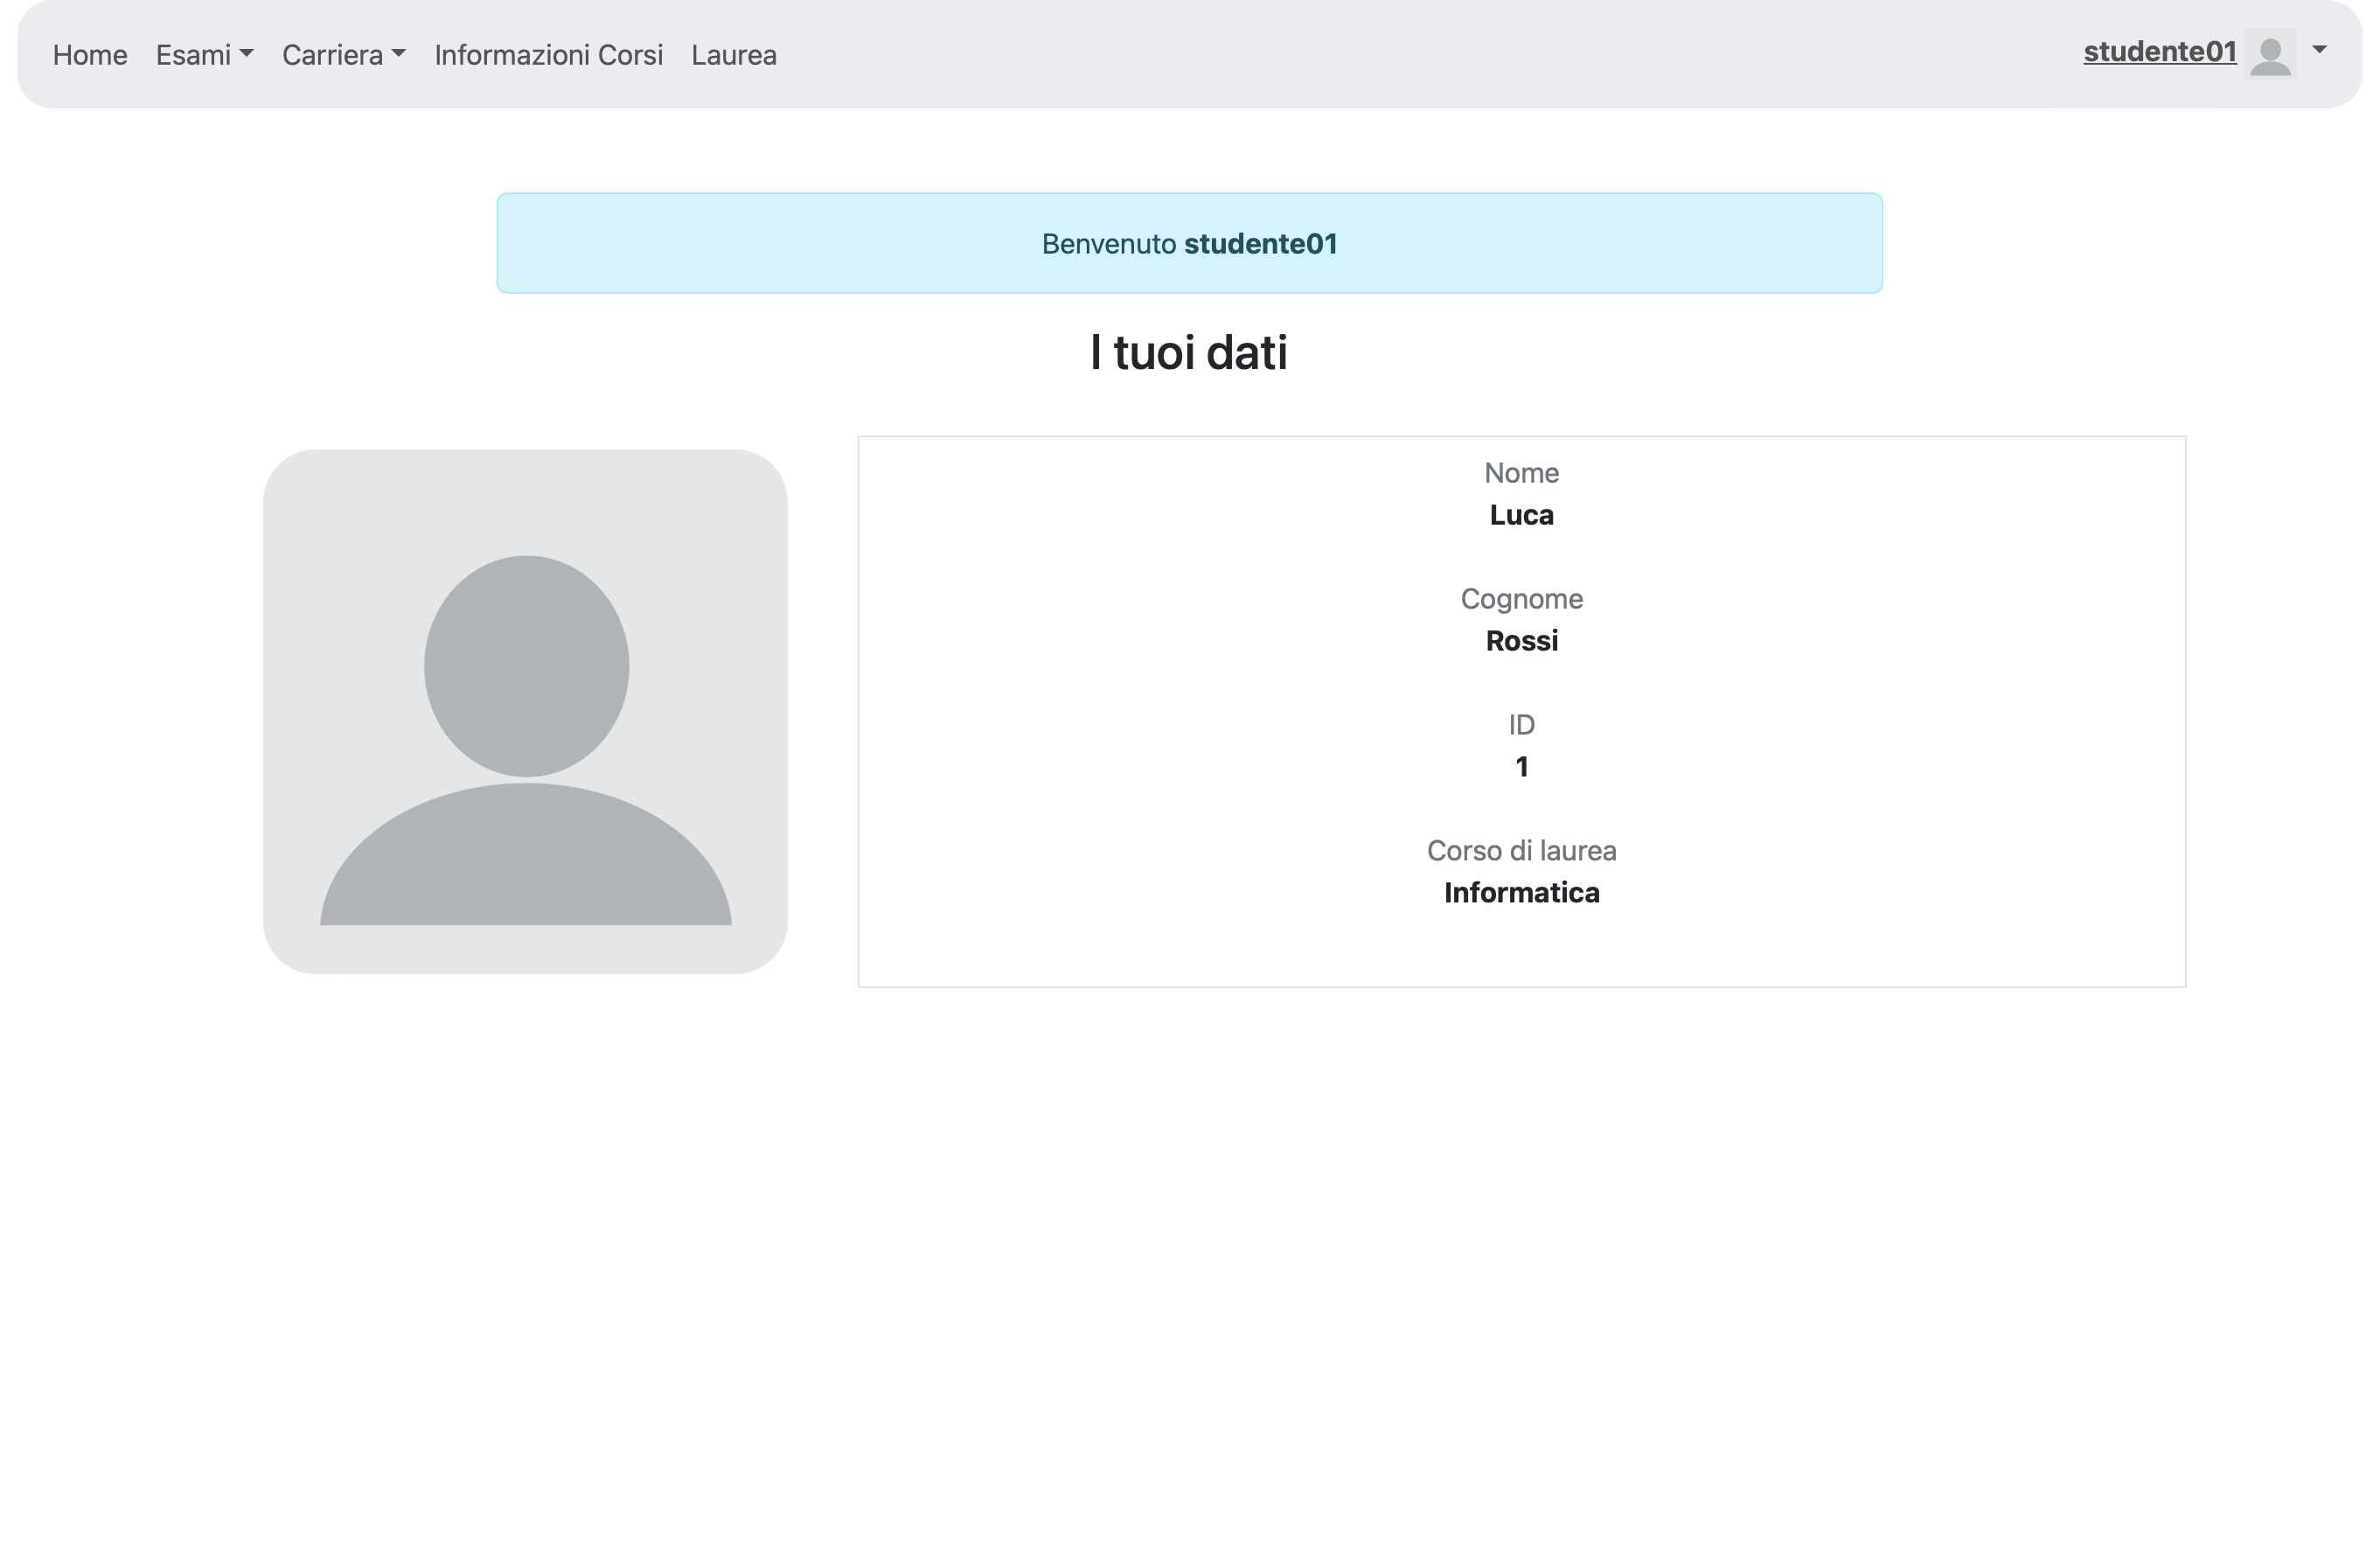 Home Esami Carriera Informazioni Corsi Laurea studente01
Benvenuto studente01
I tuoi dati
Nome
Luca
Cognome
Rossi
ID
1
Corso di laurea
Informatica